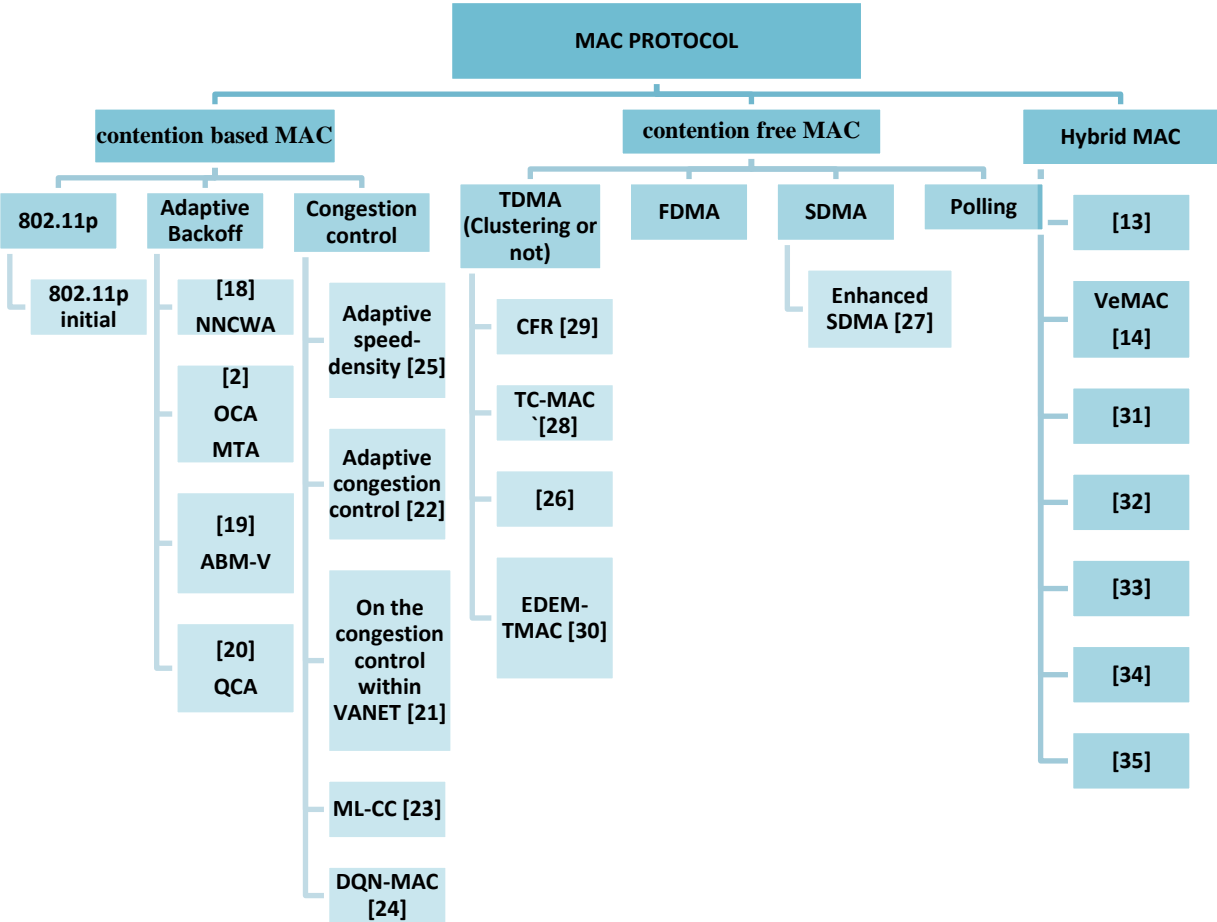 MAC PROTOCOL
contention based MAC
802.11p
802.11p
initial
Adaptive
Backoff
[18]
NNCWA
[2]
OCA
MTA
[19]
ABM-V
[20]
QCA
Congestion
control
Adaptive
speed-
density [25]
Adaptive
congestion
control [22]
On the
congestion
control
within
VANET [21]
ML-CC [23]
DQN-MAC
[24]
contention free MAC
TDMA
(Clustering or
not)
CFR [29]
TC-MAC
`[28]
[26]
EDEM-
TMAC [30]
FDMA
SDMA
Enhanced
SDMA [27]
Polling
Hybrid MAC
[13]
VeMAC
[14]
[31]
[32]
[33]
[34]
[35]